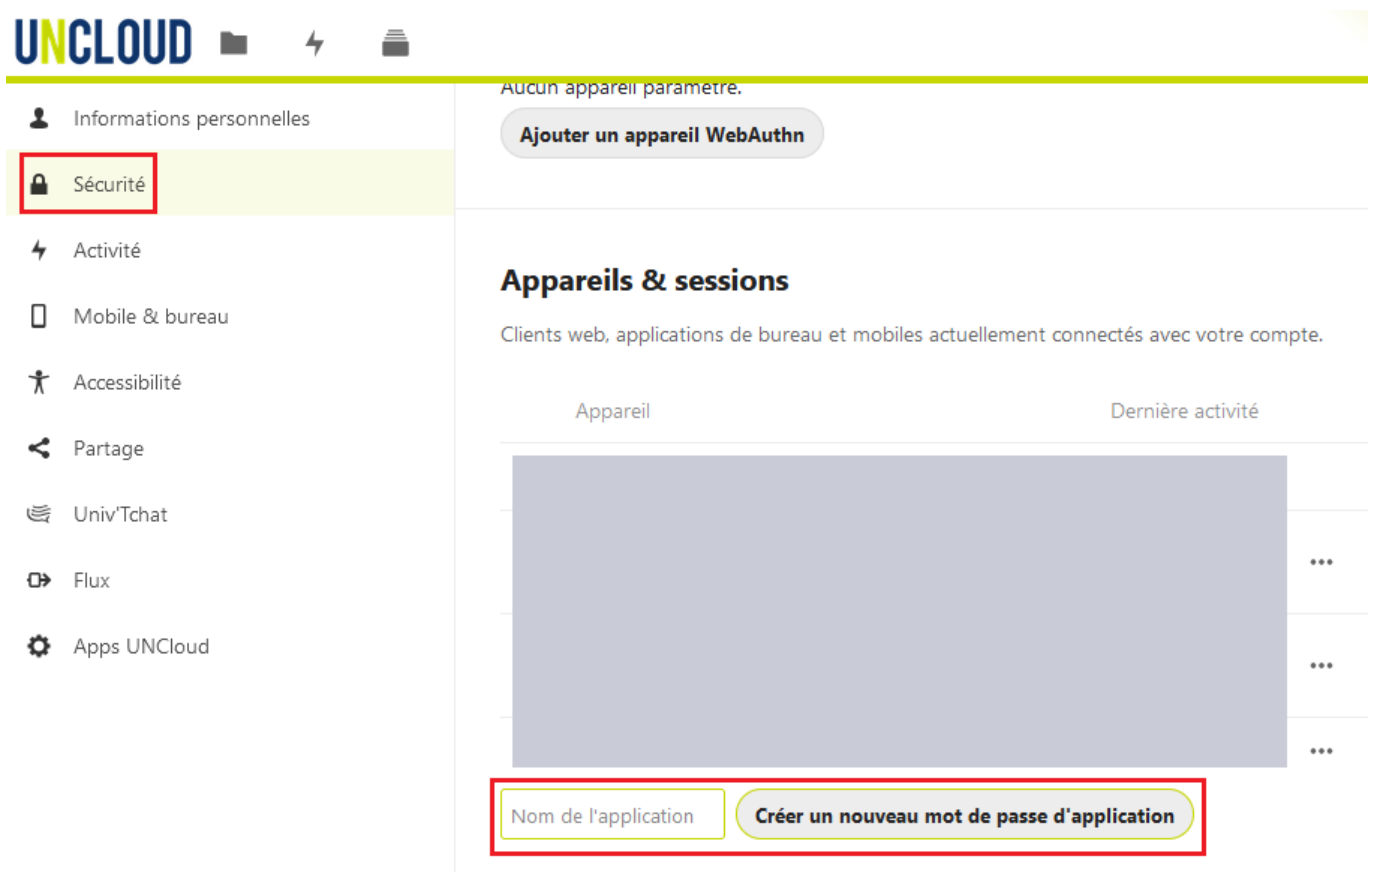 UNCLOUD
Informations personnelles
Sécurité
Activité
Mobile & bureau
Accessibilité
Partage
Univ'Tchat
Flux
Apps UNCloud
Aucun appareil paramétré.
Ajouter un appareil WebAuthn
Appareils & sessions
Clients web, applications de bureau et mobiles actuellement connectés avec votre compte.
Appareil Dernière activité
Nom de l'application Créer un nouveau mot de passe d'application